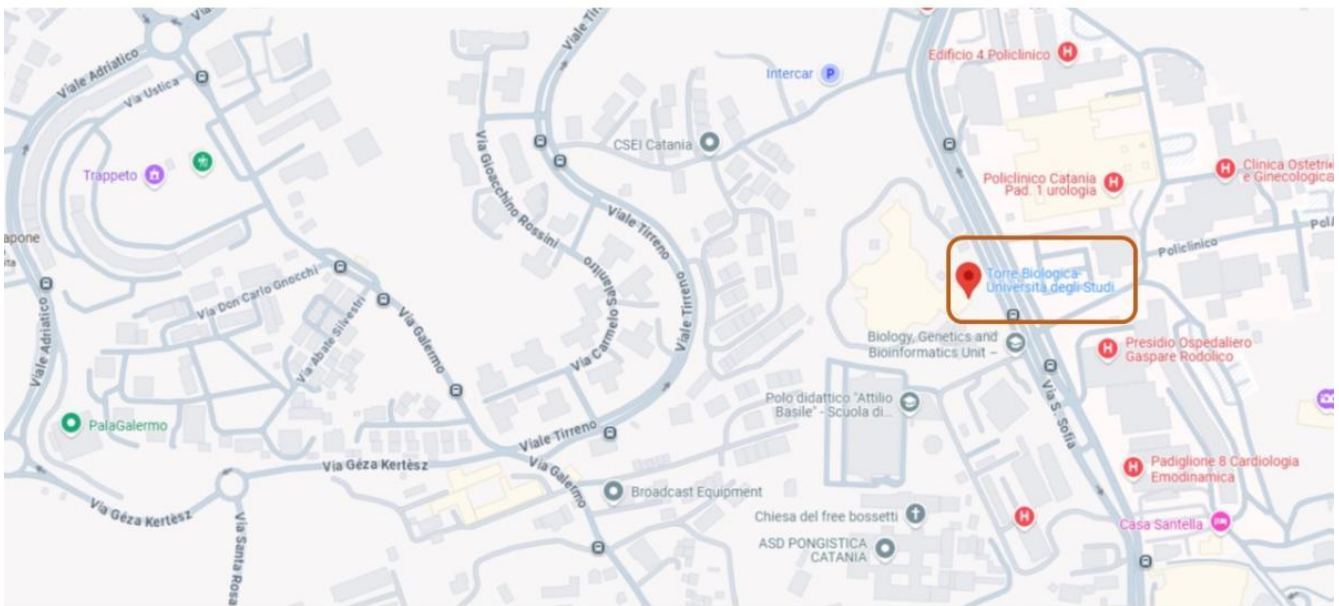 Viale Adriatico
Via Ustica
Trappeto
Viale Adriatico
Via Don Carlo Gnocchi
Via Abate Silvestri
Via Galermo
PalaGalermo
Via Géza Kertész
Via Géza Kertész
Via Santa Rosa
Viale
Via Gioacchino Rossini
Viale Tirreno
Via Carmelo Salanitro
Viale Tirreno
Viale Tirreno
Via Galermo
Broadcast Equipment
Intercar
P
CSEI Catania
Edificio 4 Policlinico
H
Policlinico Catania
Pad. 1 urologia
H
H
Clinica Ostetri
e Ginecologica
Policlinico
Torre Biologica-
Università degli Studi
Biology, Genetics and
Bioinformatics Unit –
H
Presidio Ospedaliero
Gaspare Rodolico
Polo didattico "Attilio
Basile" - Scuola di...
Via S. Sofia
H
Padiglione 8 Cardiologia
Emodinamica
Chiesa del free bossetti
H
Casa Santella
ASD PONGISTICA
CATANIA